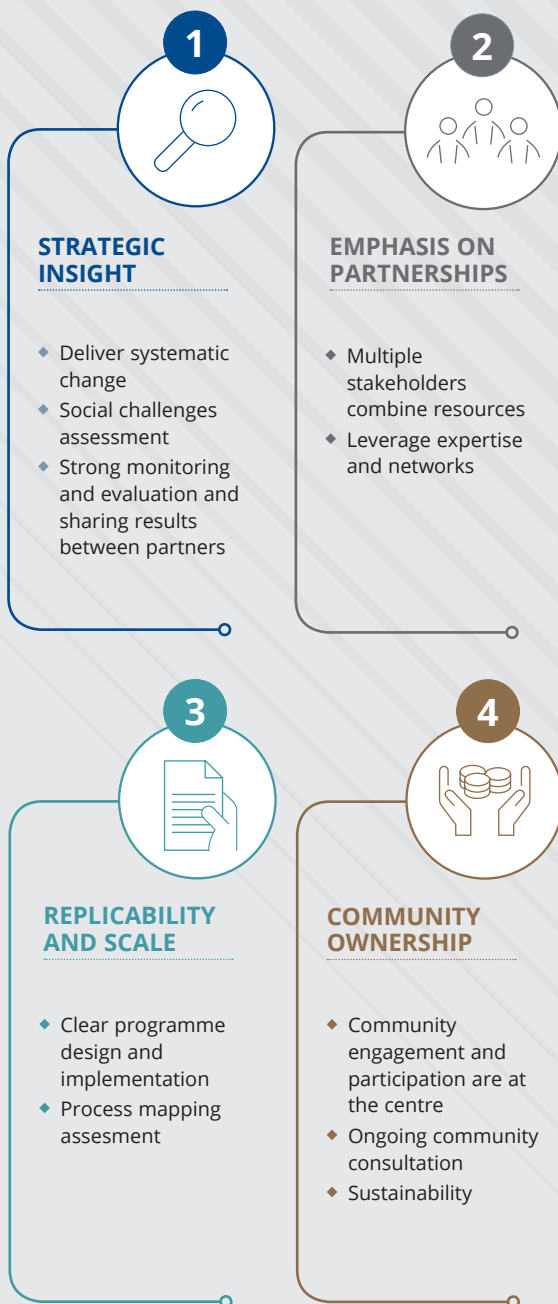 1
STRATEGIC
INSIGHT
Deliver systematic
change
Social challenges
assessment
Strong monitoring
and evaluation and
sharing results
between partners
2
EMPHASIS ON
PARTNERSHIPS
Multiple
stakeholders
combine resources
Leverage expertise
and networks
3
REPLICABILITY
AND SCALE
Clear programme
design and
implementation
Process mapping
assesment
4
COMMUNITY
OWNERSHIP
Community
engagement and
participation are at
the centre
Ongoing community
consultation
Sustainability